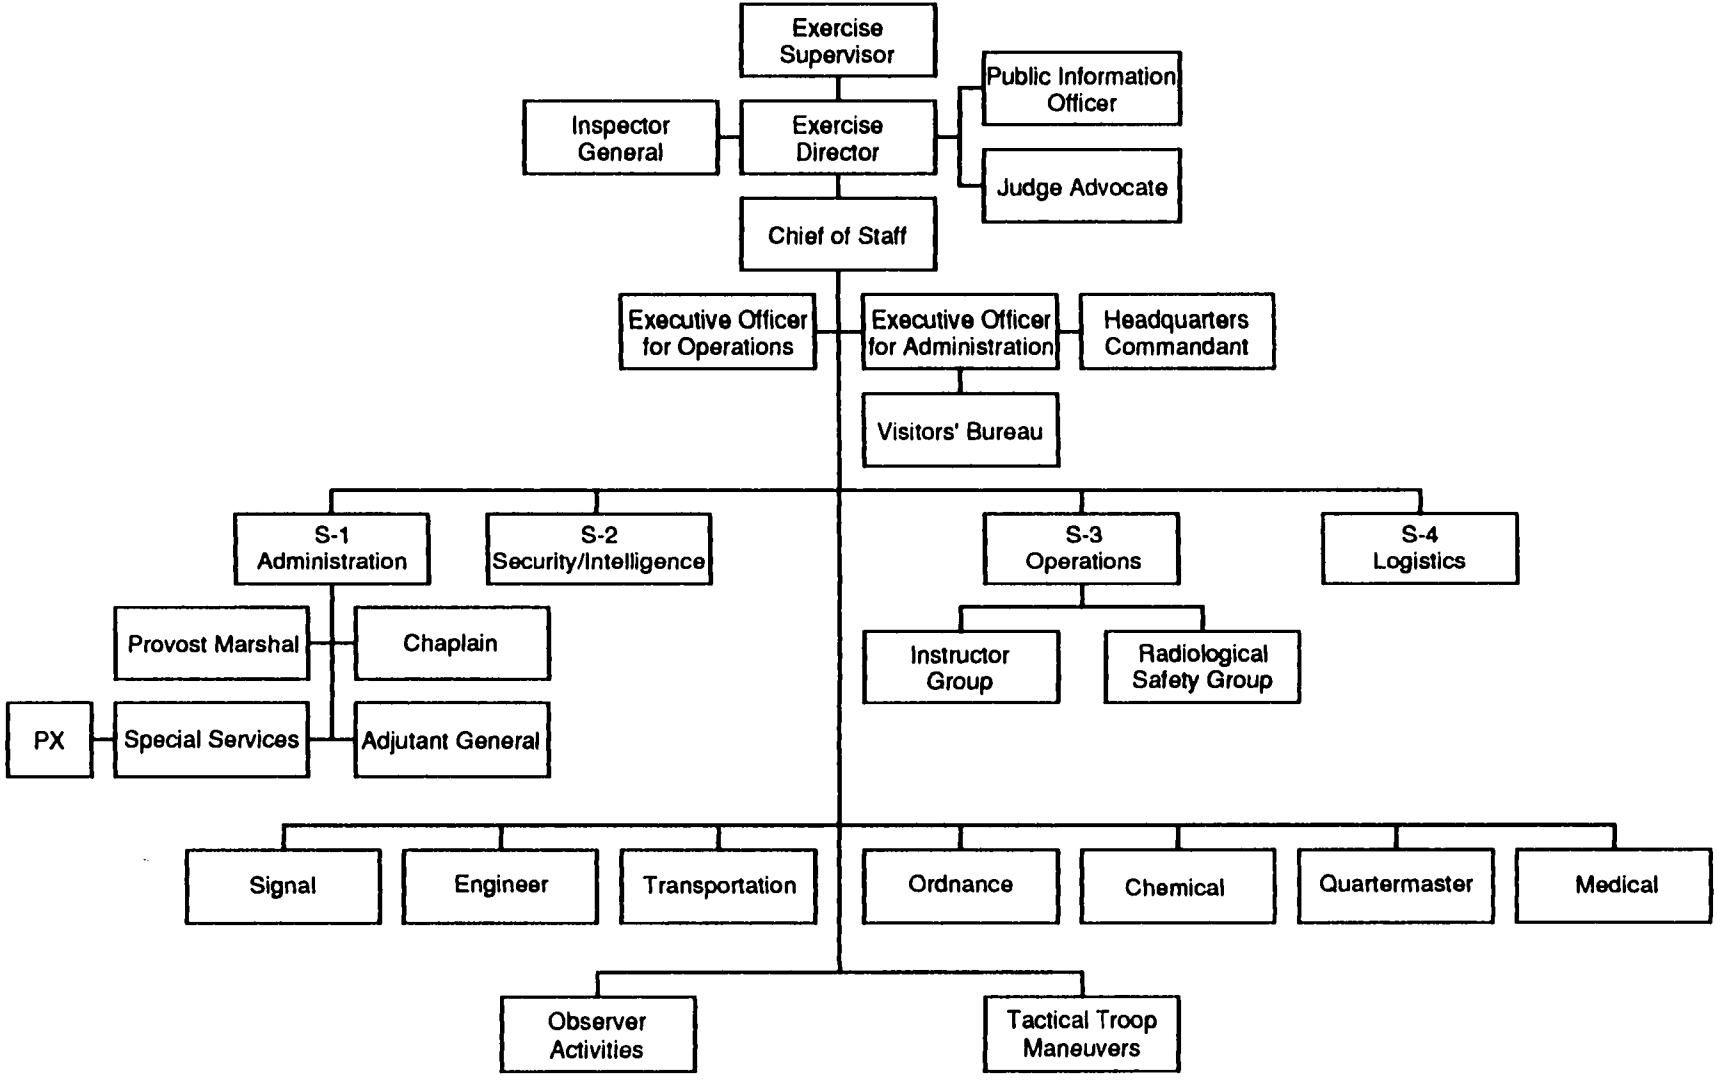 Exercise
Supervisor
Public Information
Officer
Inspector
General
Exercise
Director
Judge Advocate
Chief of Staff
Executive Officer
for Operations
Executive Officer
for Administration
Headquarters
Commandant
Visitors' Bureau
S-1
Administration
S-2
Security/Intelligence
S-3
Operations
S-4
Logistics
Provost Marshal
Chaplain
Instructor
Group
Radiological
Safety Group
PX
Special Services
Adjutant General
Signal
Engineer
Transportation
Ordnance
Chemical
Quartermaster
Medical
Observer
Activities
Tactical Troop
Maneuvers